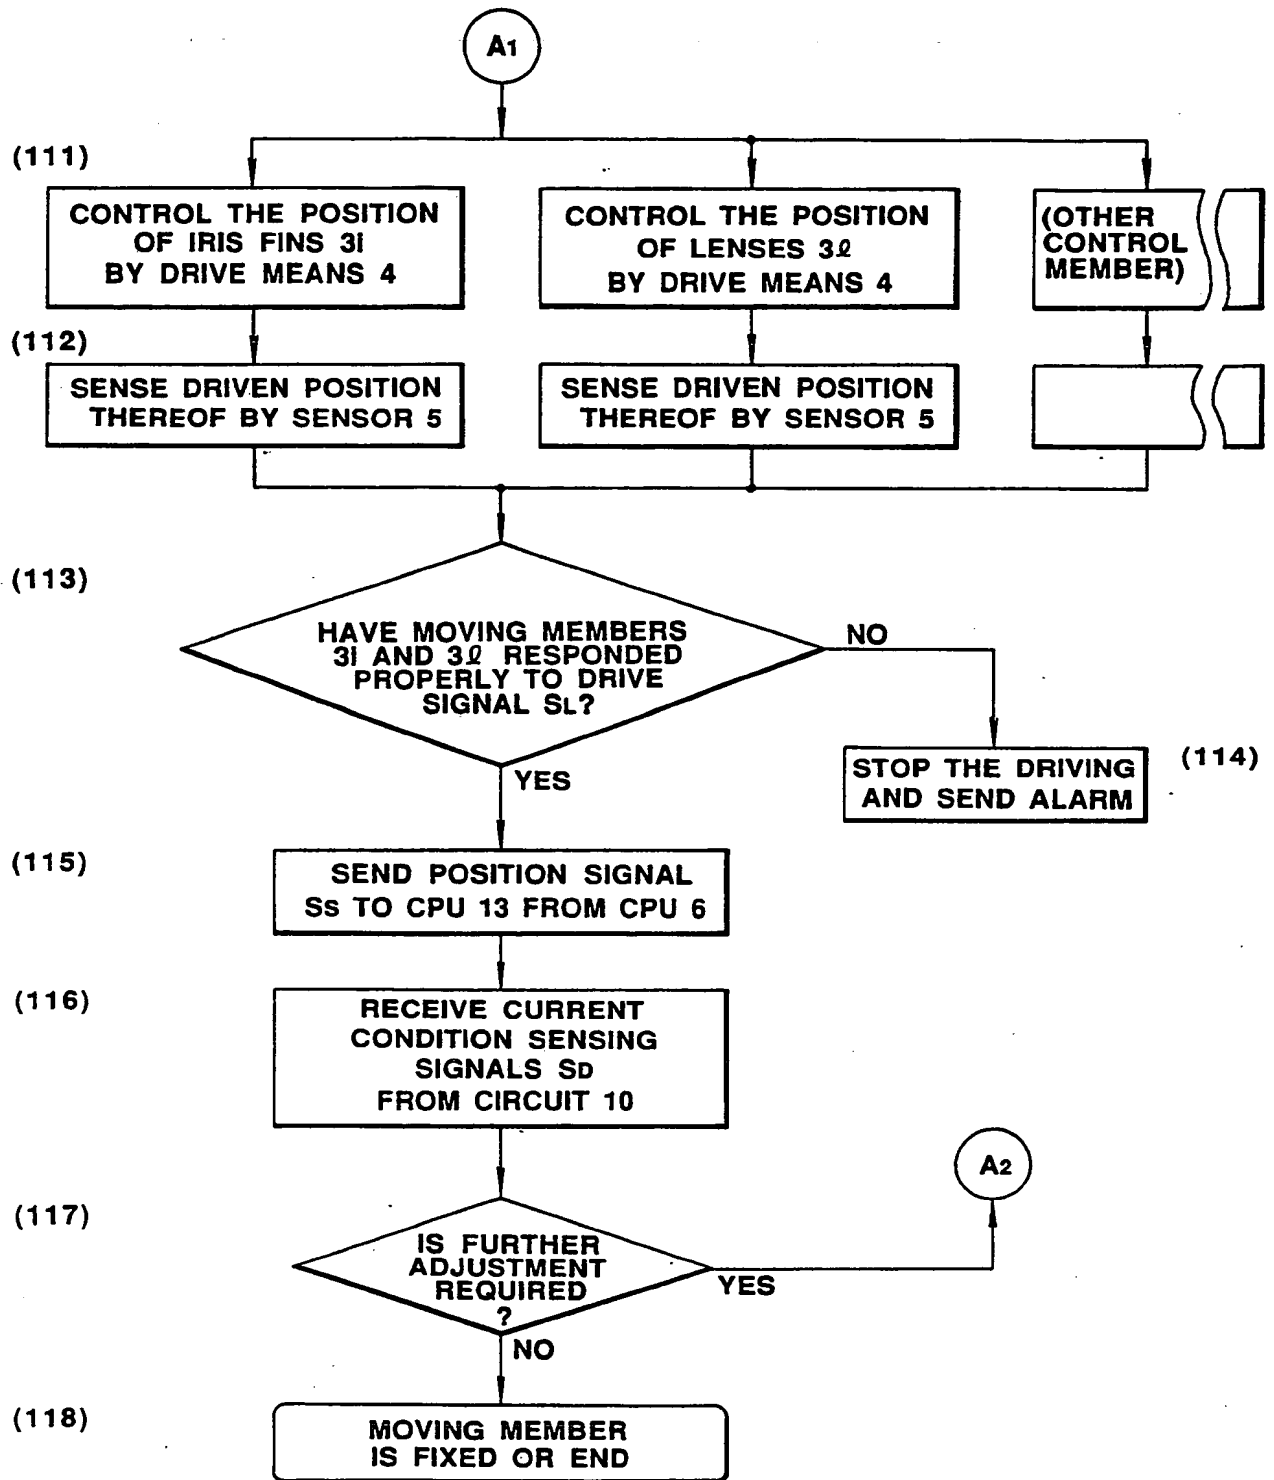 A1
(111)
CONTROL THE POSITION
OF IRIS FINS 3I
BY DRIVE MEANS 4
CONTROL THE POSITION
OF LENSES 3ℓ
BY DRIVE MEANS 4
(OTHER
CONTROL
MEMBER)
(112)
SENSE DRIVEN POSITION
THEREOF BY SENSOR 5
SENSE DRIVEN POSITION
THEREOF BY SENSOR 5
(113)
HAVE MOVING MEMBERS
3I AND 3ℓ RESPONDED
PROPERLY TO DRIVE
SIGNAL SL?
NO
YES
STOP THE DRIVING
AND SEND ALARM
(114)
(115)
SEND POSITION SIGNAL
Ss TO CPU 13 FROM CPU 6
(116)
RECEIVE CURRENT
CONDITION SENSING
SIGNALS SD
FROM CIRCUIT 10
A2
(117)
IS FURTHER
ADJUSTMENT
REQUIRED
?
YES
NO
(118)
MOVING MEMBER
IS FIXED OR END